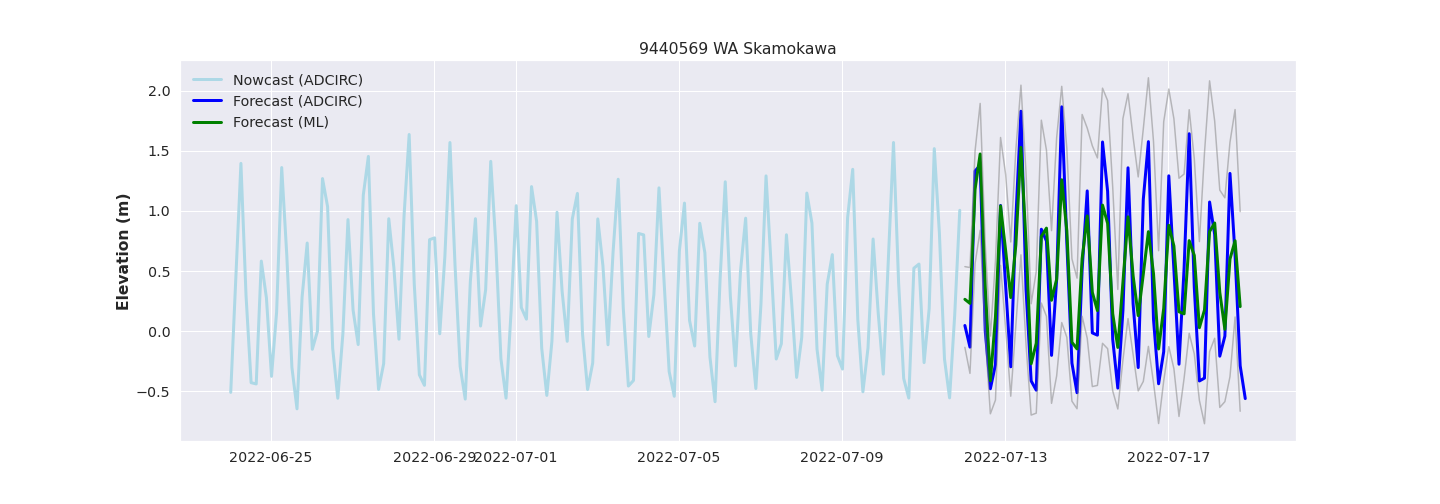 9440569 WA Skamokawa
Nowcast (ADCIRC)
Forecast (ADCIRC)
Forecast (ML)
Elevation (m)
2.0
1.5
1.0
0.5
0.0
−0.5
2022-06-25
2022-06-29
2022-07-01
2022-07-05
2022-07-09
2022-07-13
2022-07-17